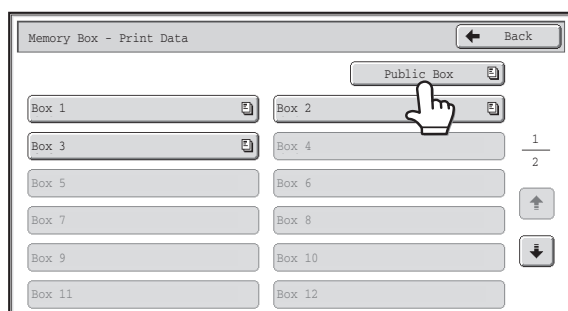 Memory Box - Print Data Back
Public Box
Box 1 Box 2
Box 3 Box 4
1
2
Box 5 Box 6
Box 7 Box 8
Box 9 Box 10
Box 11 Box 12